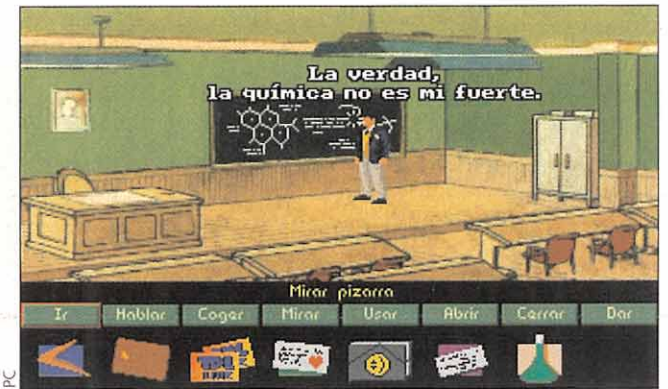 La verdad,
la química no es mi fuerte.
Mirar pizarra
Ir Hablar Coger Mirar Usar Abrir Cerrar Dar
PC